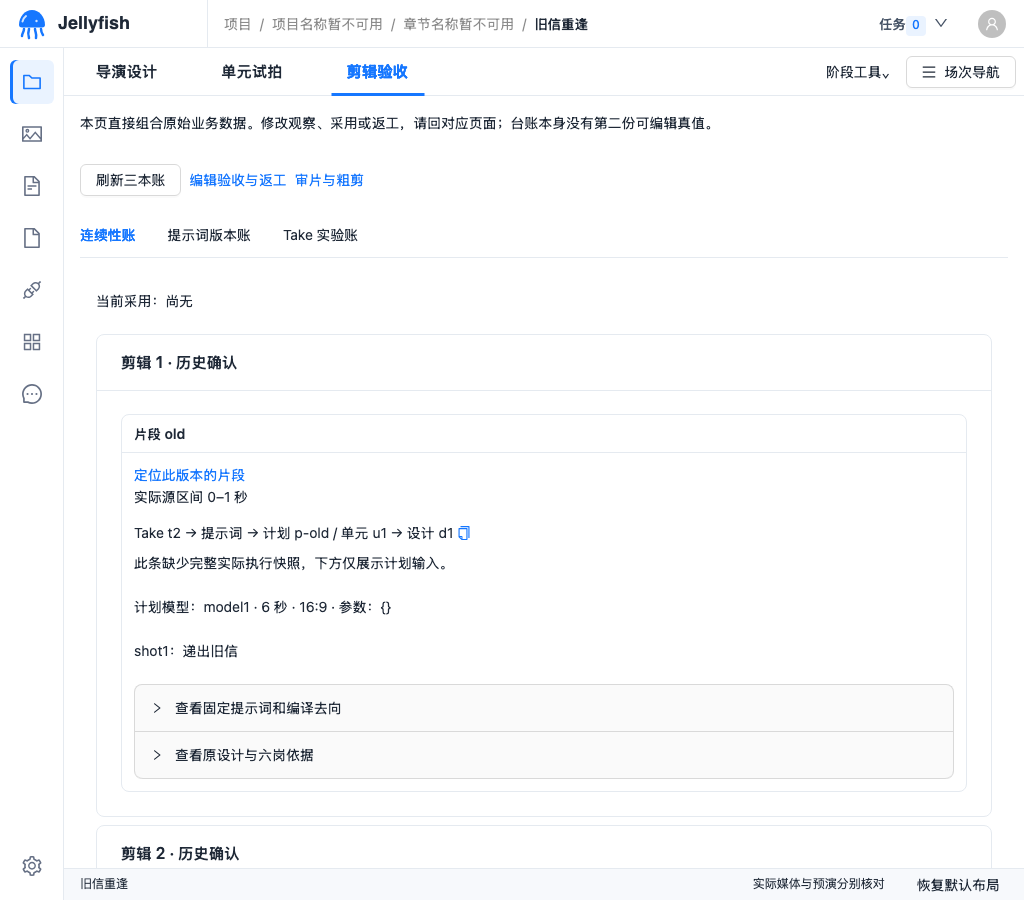 Jellyfish
项目 / 项目名称暂不可用 / 章节名称暂不可用 / 旧信重逢
任务 0
导演设计
单元试拍
剪辑验收
阶段工具
场次导航
本页直接组合原始业务数据。修改观察、采用或返工，请回对应页面；台账本身没有第二份可编辑真值。
刷新三本账
编辑验收与返工
审片与粗剪
连续性账
提示词版本账
Take 实验账
当前采用：尚无
剪辑 1 · 历史确认
片段 old
定位此版本的片段
实际源区间 0–1 秒
Take t2 → 提示词 → 计划 p-old / 单元 u1 → 设计 d1
此条缺少完整实际执行快照，下方仅展示计划输入。
计划模型：model1 · 6 秒 · 16:9 · 参数：{}
shot1：递出旧信
查看固定提示词和编译去向
查看原设计与六岗依据
剪辑 2 · 历史确认
旧信重逢
实际媒体与预演分别核对
恢复默认布局